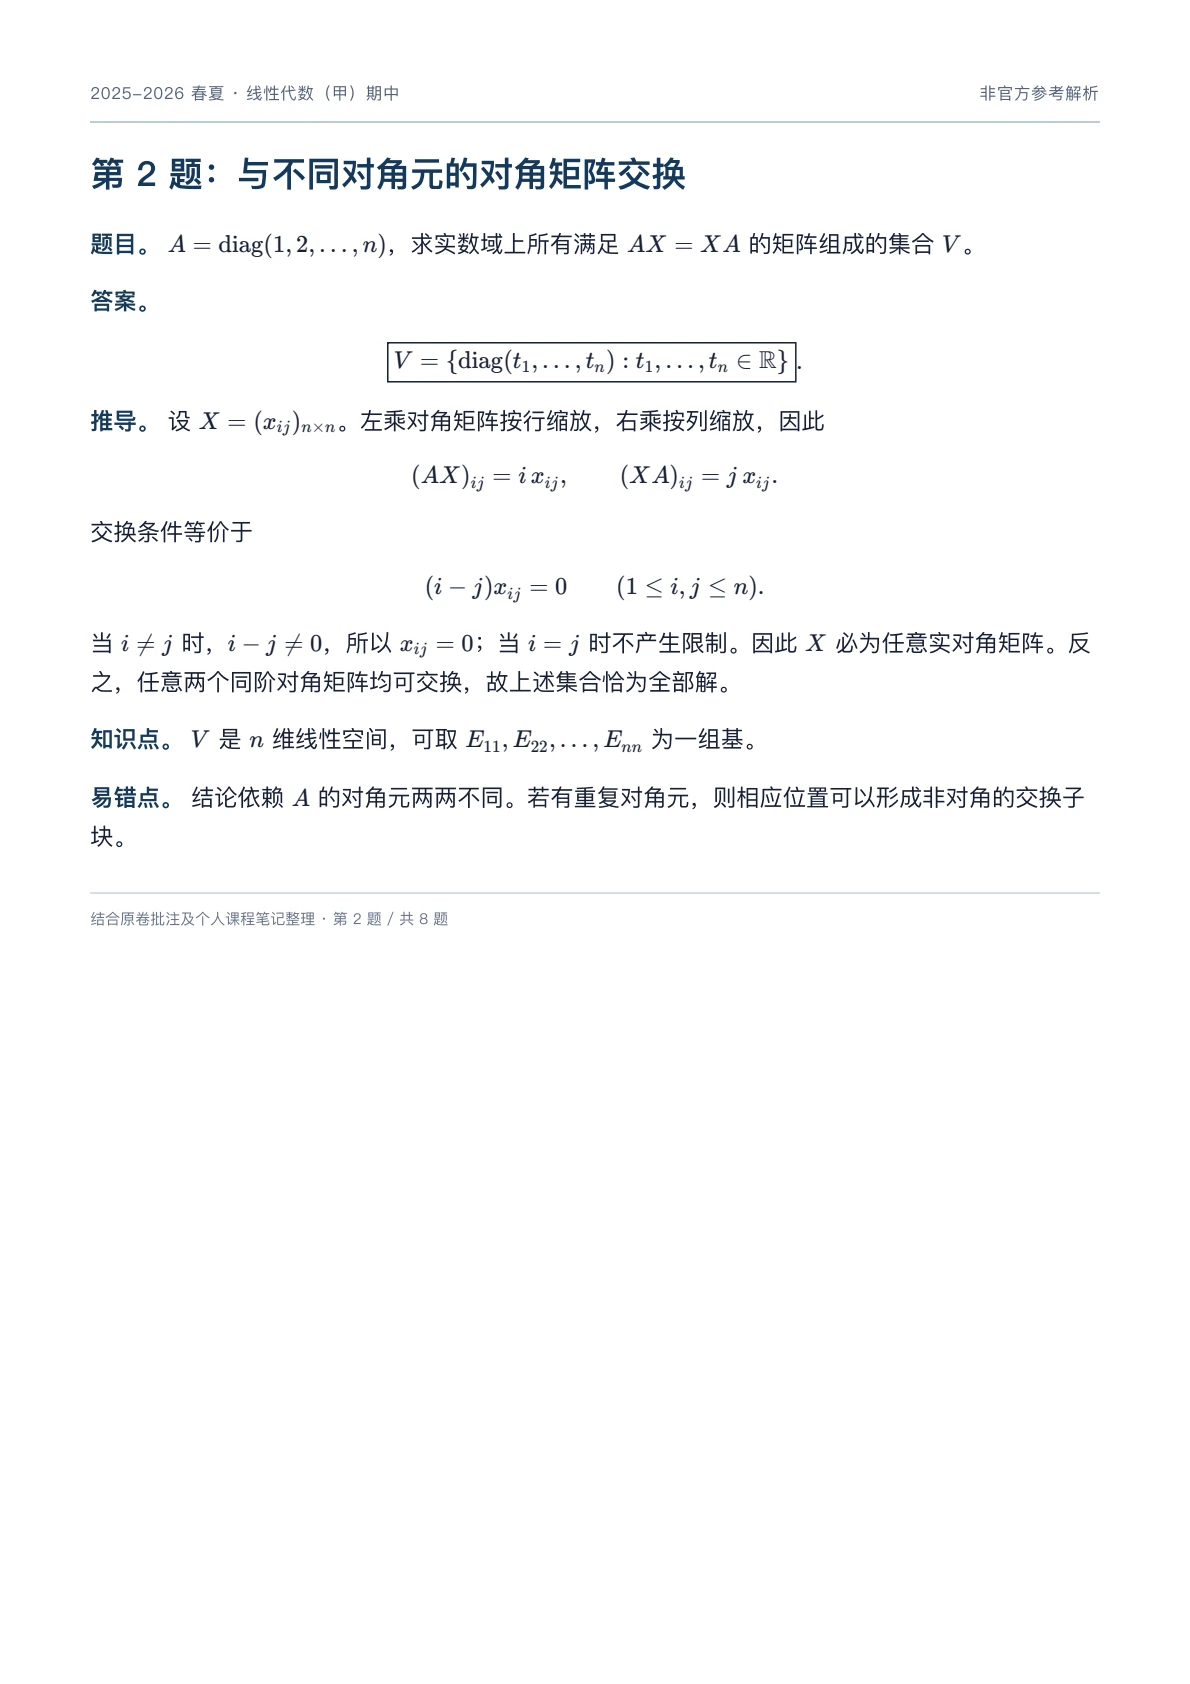 2025–2026 春夏 · 线性代数（甲）期中
非官方参考解析
第 2 题：与不同对角元的对角矩阵交换
题目。 A = diag(1, 2, . . . , n)，求实数域上所有满足 AX = XA 的矩阵组成的集合 V。
答案。
V = {diag(t₁, . . . , tₙ) : t₁, . . . , tₙ ∈ ℝ}.
推导。 设 X = (xᵢⱼ)ₙ×ₙ。左乘对角矩阵按行缩放，右乘按列缩放，因此
(AX)ᵢⱼ = i xᵢⱼ,  (XA)ᵢⱼ = j xᵢⱼ.
交换条件等价于
(i − j)xᵢⱼ = 0  (1 ≤ i, j ≤ n).
当 i ≠ j 时，i − j ≠ 0，所以 xᵢⱼ = 0；当 i = j 时不产生限制。因此 X 必为任意实对角矩阵。反
之，任意两个同阶对角矩阵均可交换，故上述集合恰为全部解。
知识点。 V 是 n 维线性空间，可取 E₁₁, E₂₂, . . . , Eₙₙ 为一组基。
易错点。 结论依赖 A 的对角元两两不同。若有重复对角元，则相应位置可以形成非对角的交换子
块。
结合原卷批注及个人课程笔记整理 · 第 2 题 / 共 8 题